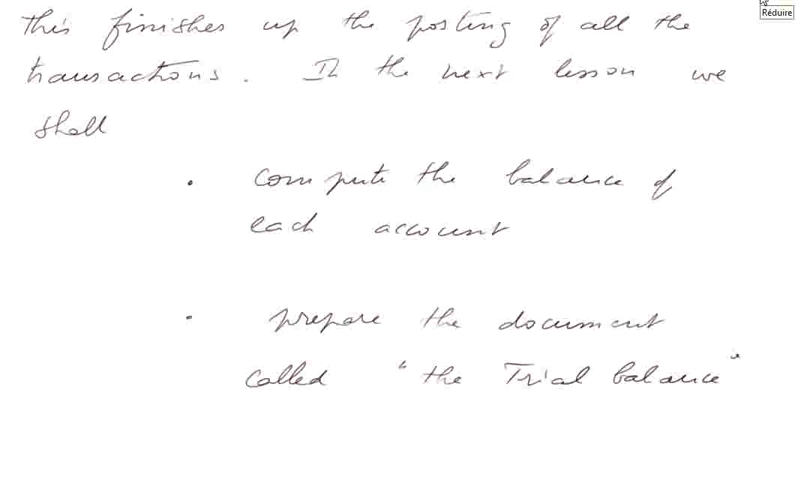 Réduire
this finishes up the posting of all the
transactions. In the next lesson we
shall
• compute the balance of
each account
• prepare the document
called "the Trial balance"